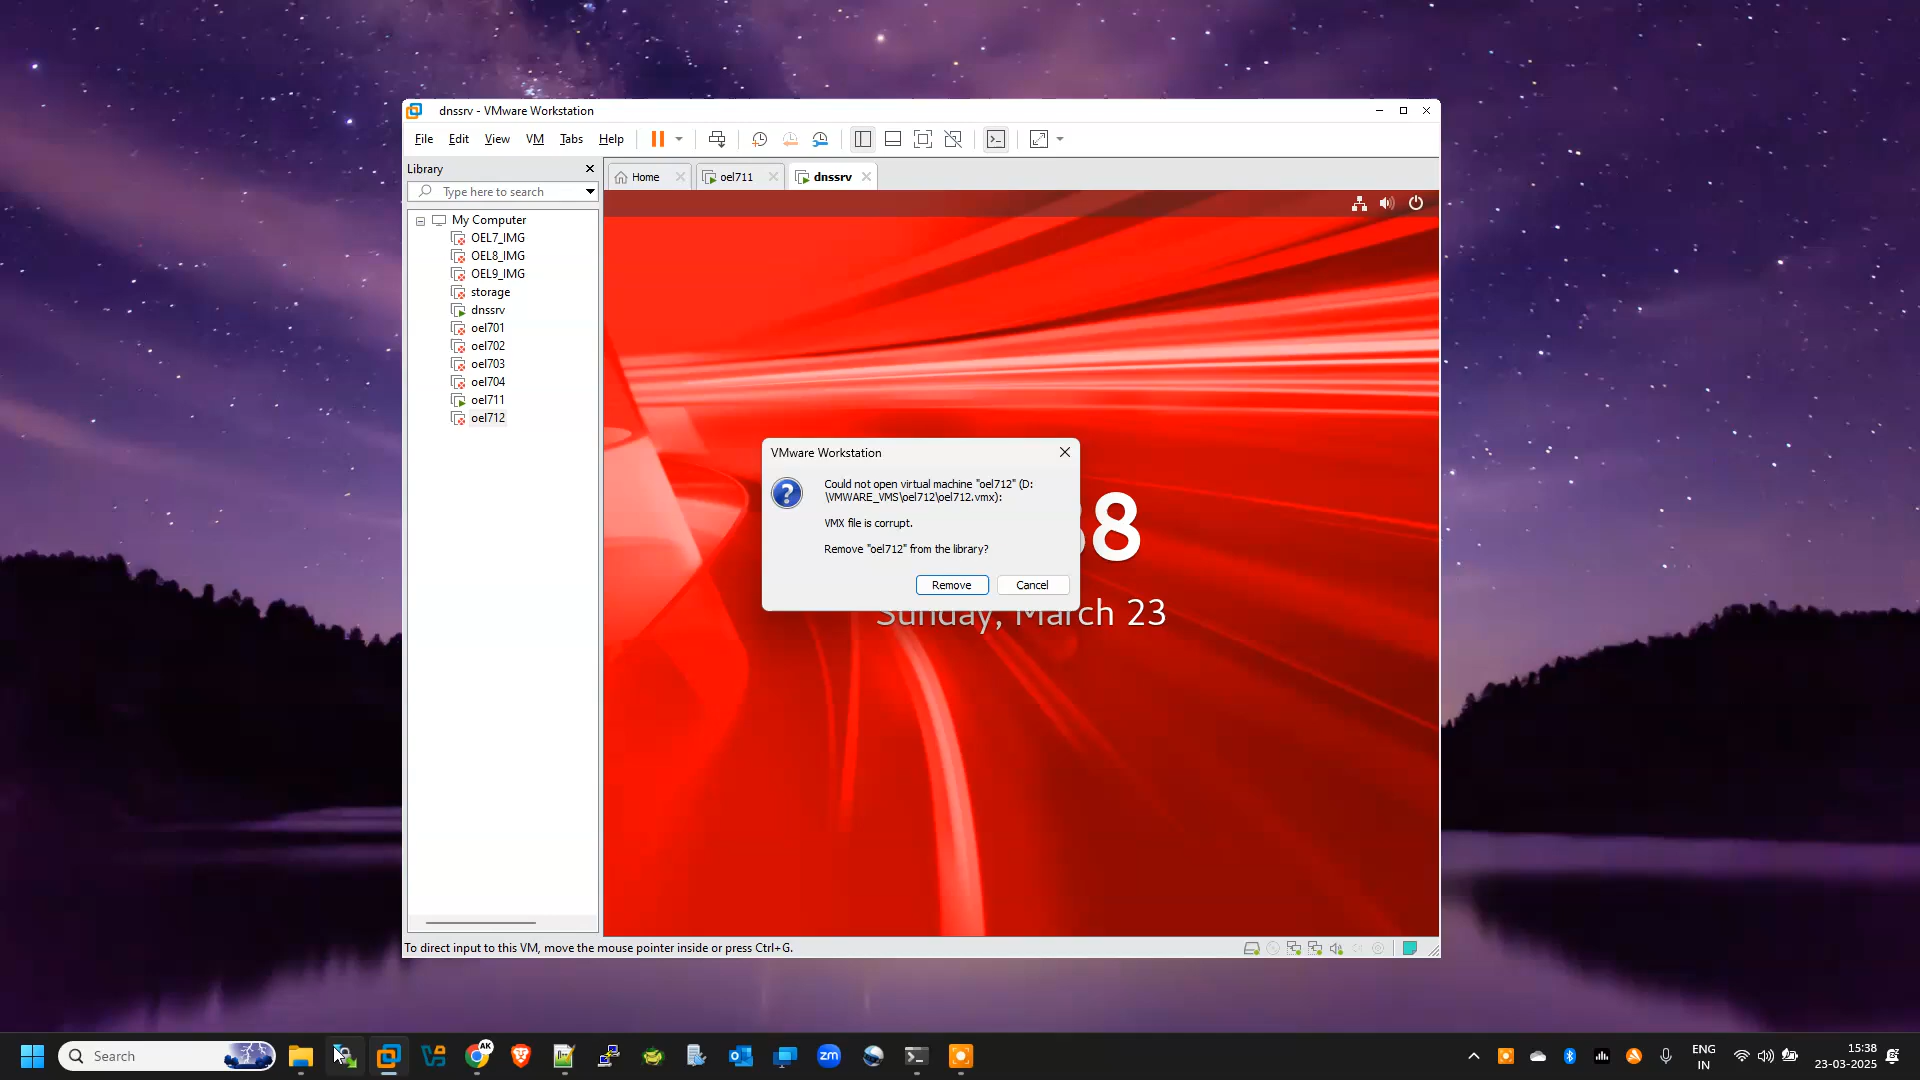 dnssrv - VMware Workstation
File Edit View VM Tabs Help
Library
Type here to search
Home
oel711
dnssrv
My Computer
OEL7_IMG
OEL8_IMG
OEL9_IMG
storage
dnssrv
oel701
oel702
oel703
oel704
oel711
oel712
VMware Workstation
Could not open virtual machine "oel712" (D:
\VMWARE_VMS\oel712\oel712.vmx):
VMX file is corrupt.
Remove "oel712" from the library?
Remove
Cancel
8
Sunday, March 23
To direct input to this VM, move the mouse pointer inside or press Ctrl+G.
Search
AK
zm
ENG
IN
15:38
23-03-2025